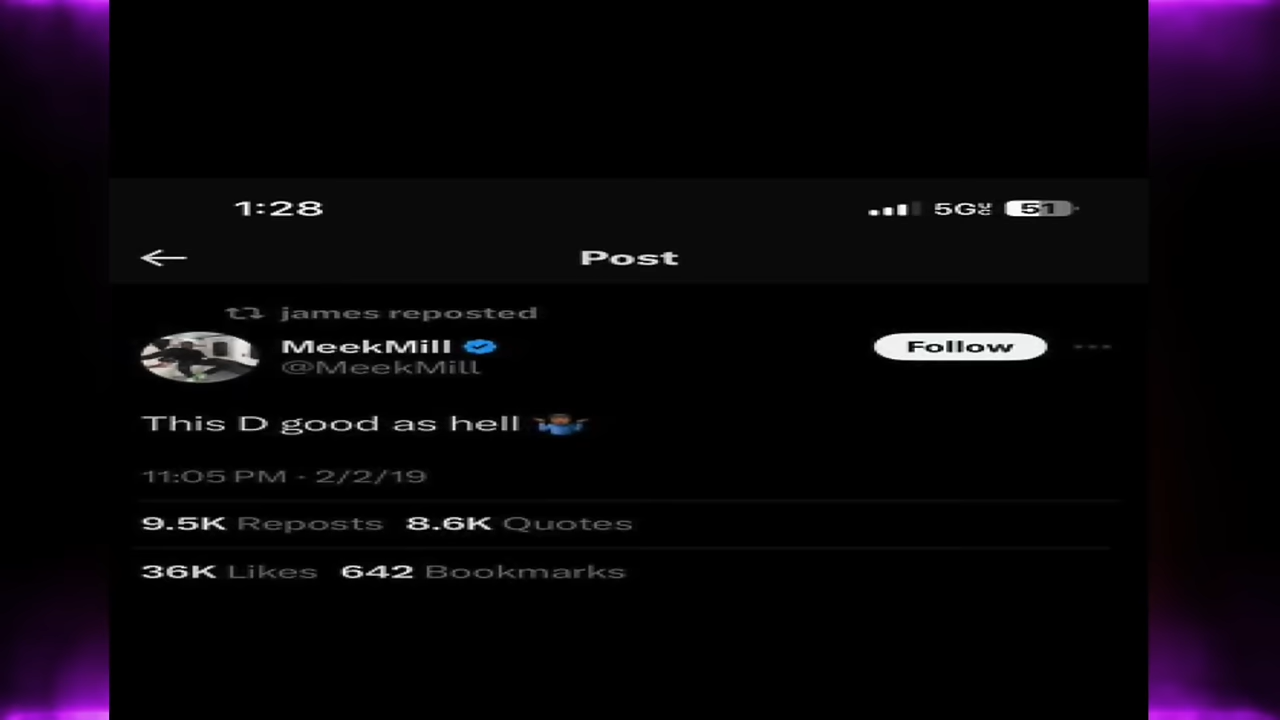 1:28 5G 51
Post
james reposted
MeekMill
@MeekMill
Follow
This D good as hell 🤷🏾‍♂️
11:05 PM · 2/2/19
9.5K Reposts 8.6K Quotes
36K Likes 642 Bookmarks